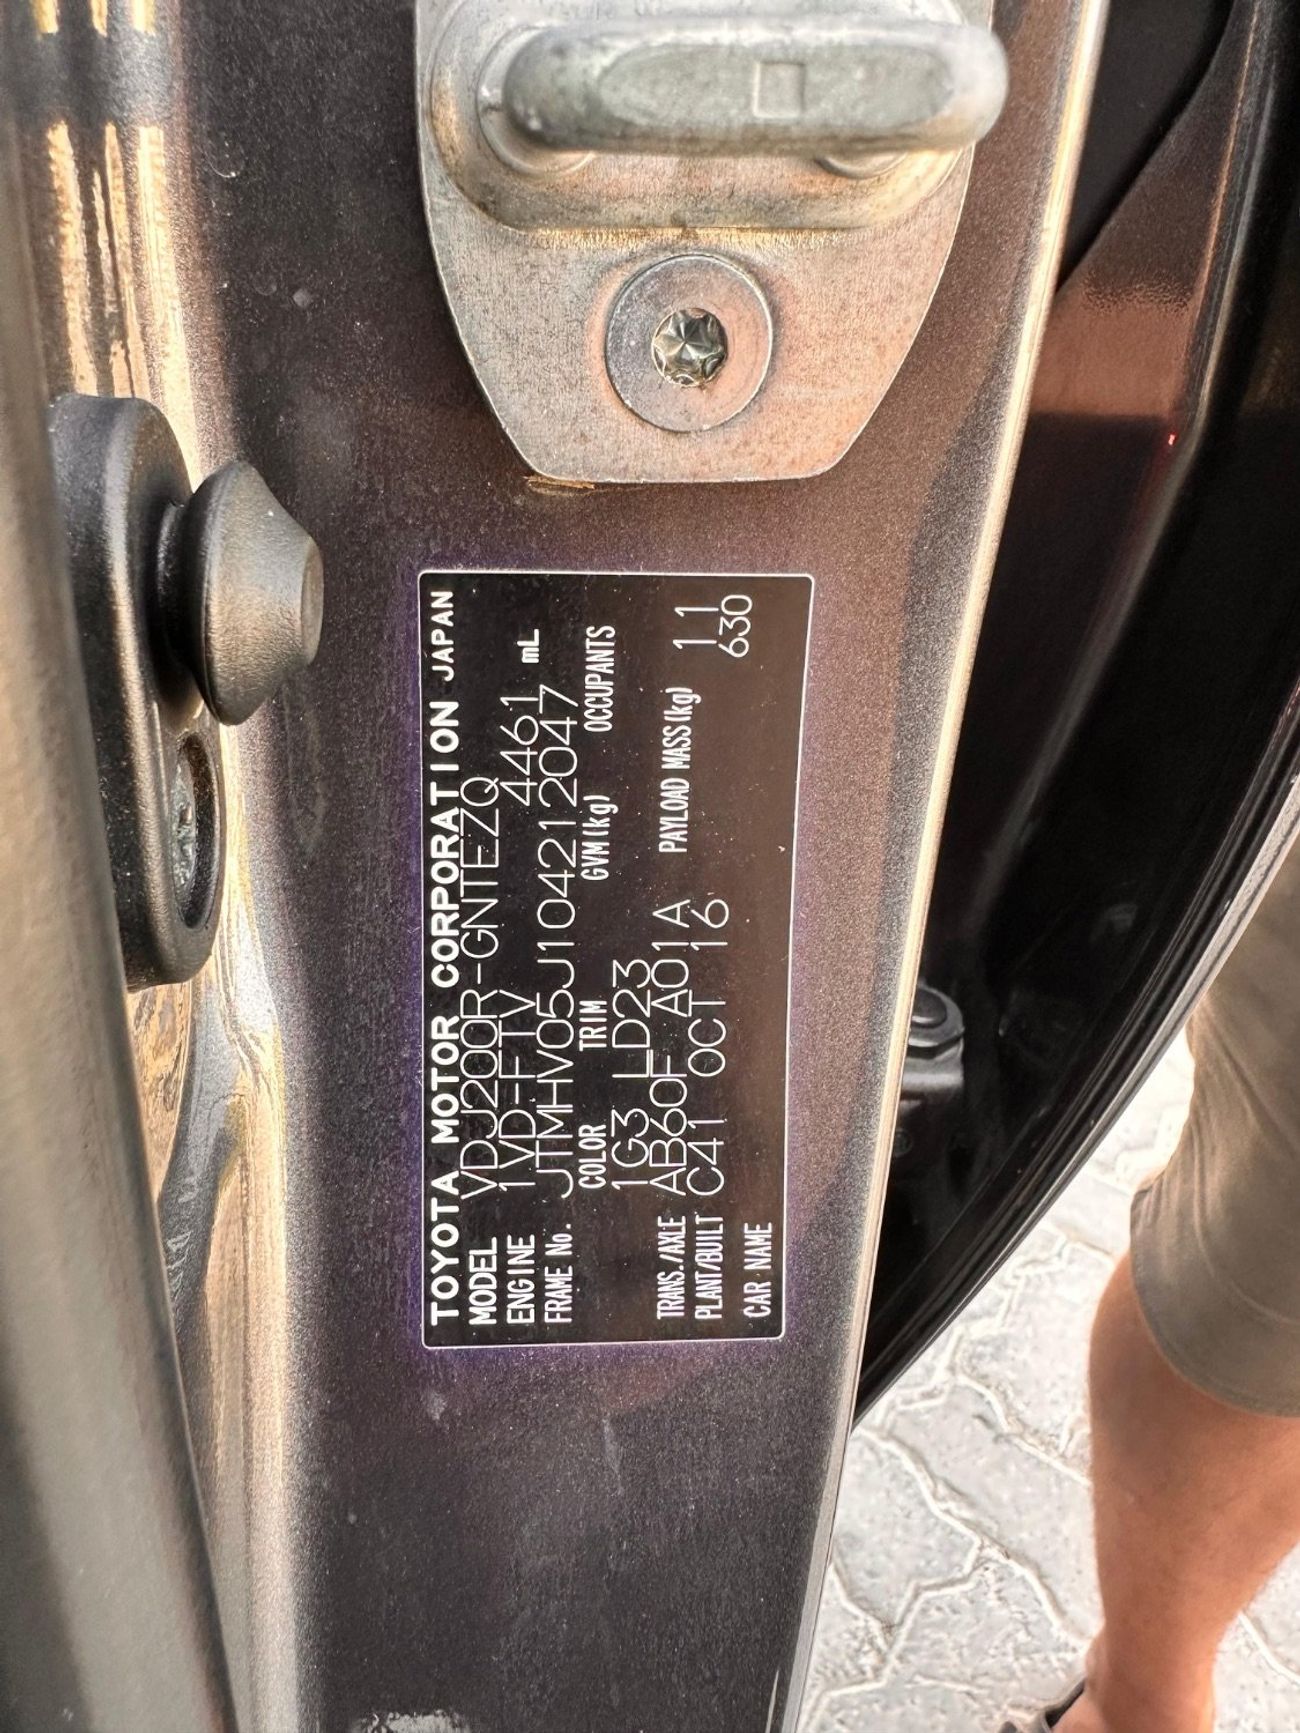 TOYOTA MOTOR CORPORATION JAPAN
MODEL VDJ200R-GNTEZQ
ENGINE 1VD-FTV 4461 mL
FRAME No. JTMHV05J104212047
COLOR TRIM GVM(kg) OCCUPANTS
1G3 LD23
TRANS./AXLE AB60F A01A PAYLOAD MASS(kg) 11
PLANT/BUILT C41 OCT 16 630
CAR NAME